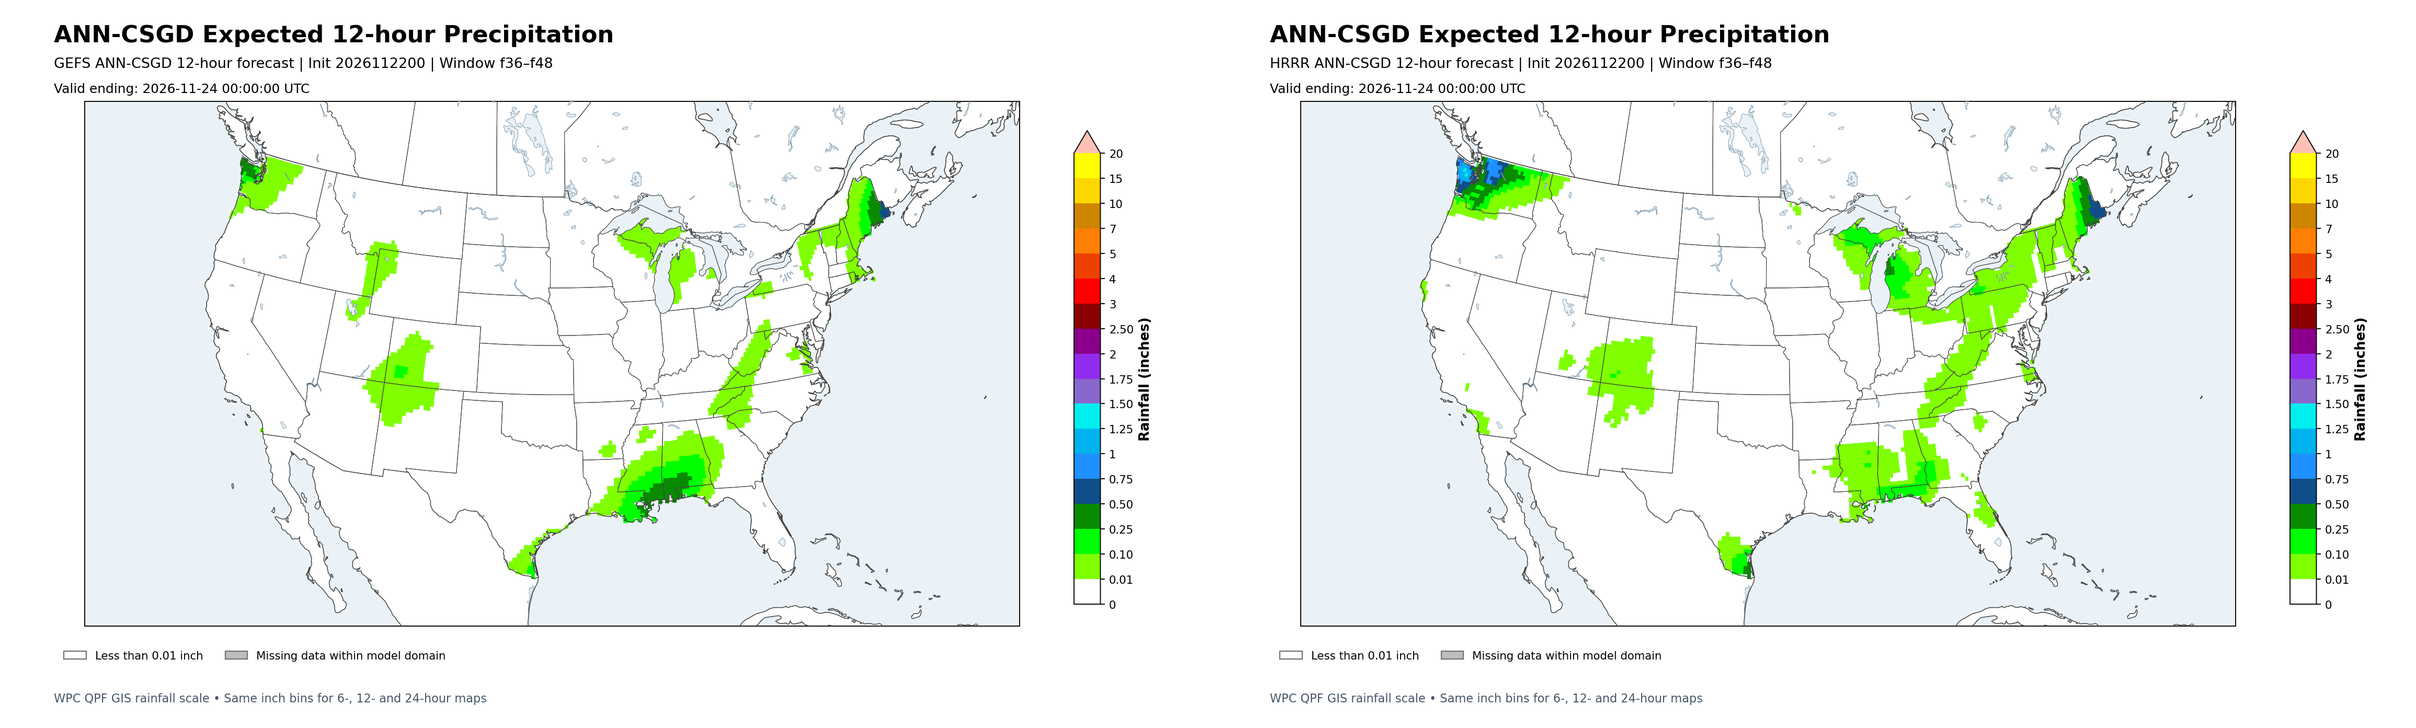 ANN-CSGD Expected 12-hour Precipitation
GEFS ANN-CSGD 12-hour forecast | Init 2026112200 | Window f36–f48
Valid ending: 2026-11-24 00:00:00 UTC
20
15
10
7
5
4
3
2.50
2
1.75
1.50
1.25
1
0.75
0.50
0.25
0.10
0.01
0
Rainfall (inches)
Less than 0.01 inch
Missing data within model domain
WPC QPF GIS rainfall scale • Same inch bins for 6-, 12- and 24-hour maps
ANN-CSGD Expected 12-hour Precipitation
HRRR ANN-CSGD 12-hour forecast | Init 2026112200 | Window f36–f48
Valid ending: 2026-11-24 00:00:00 UTC
20
15
10
7
5
4
3
2.50
2
1.75
1.50
1.25
1
0.75
0.50
0.25
0.10
0.01
0
Rainfall (inches)
Less than 0.01 inch
Missing data within model domain
WPC QPF GIS rainfall scale • Same inch bins for 6-, 12- and 24-hour maps